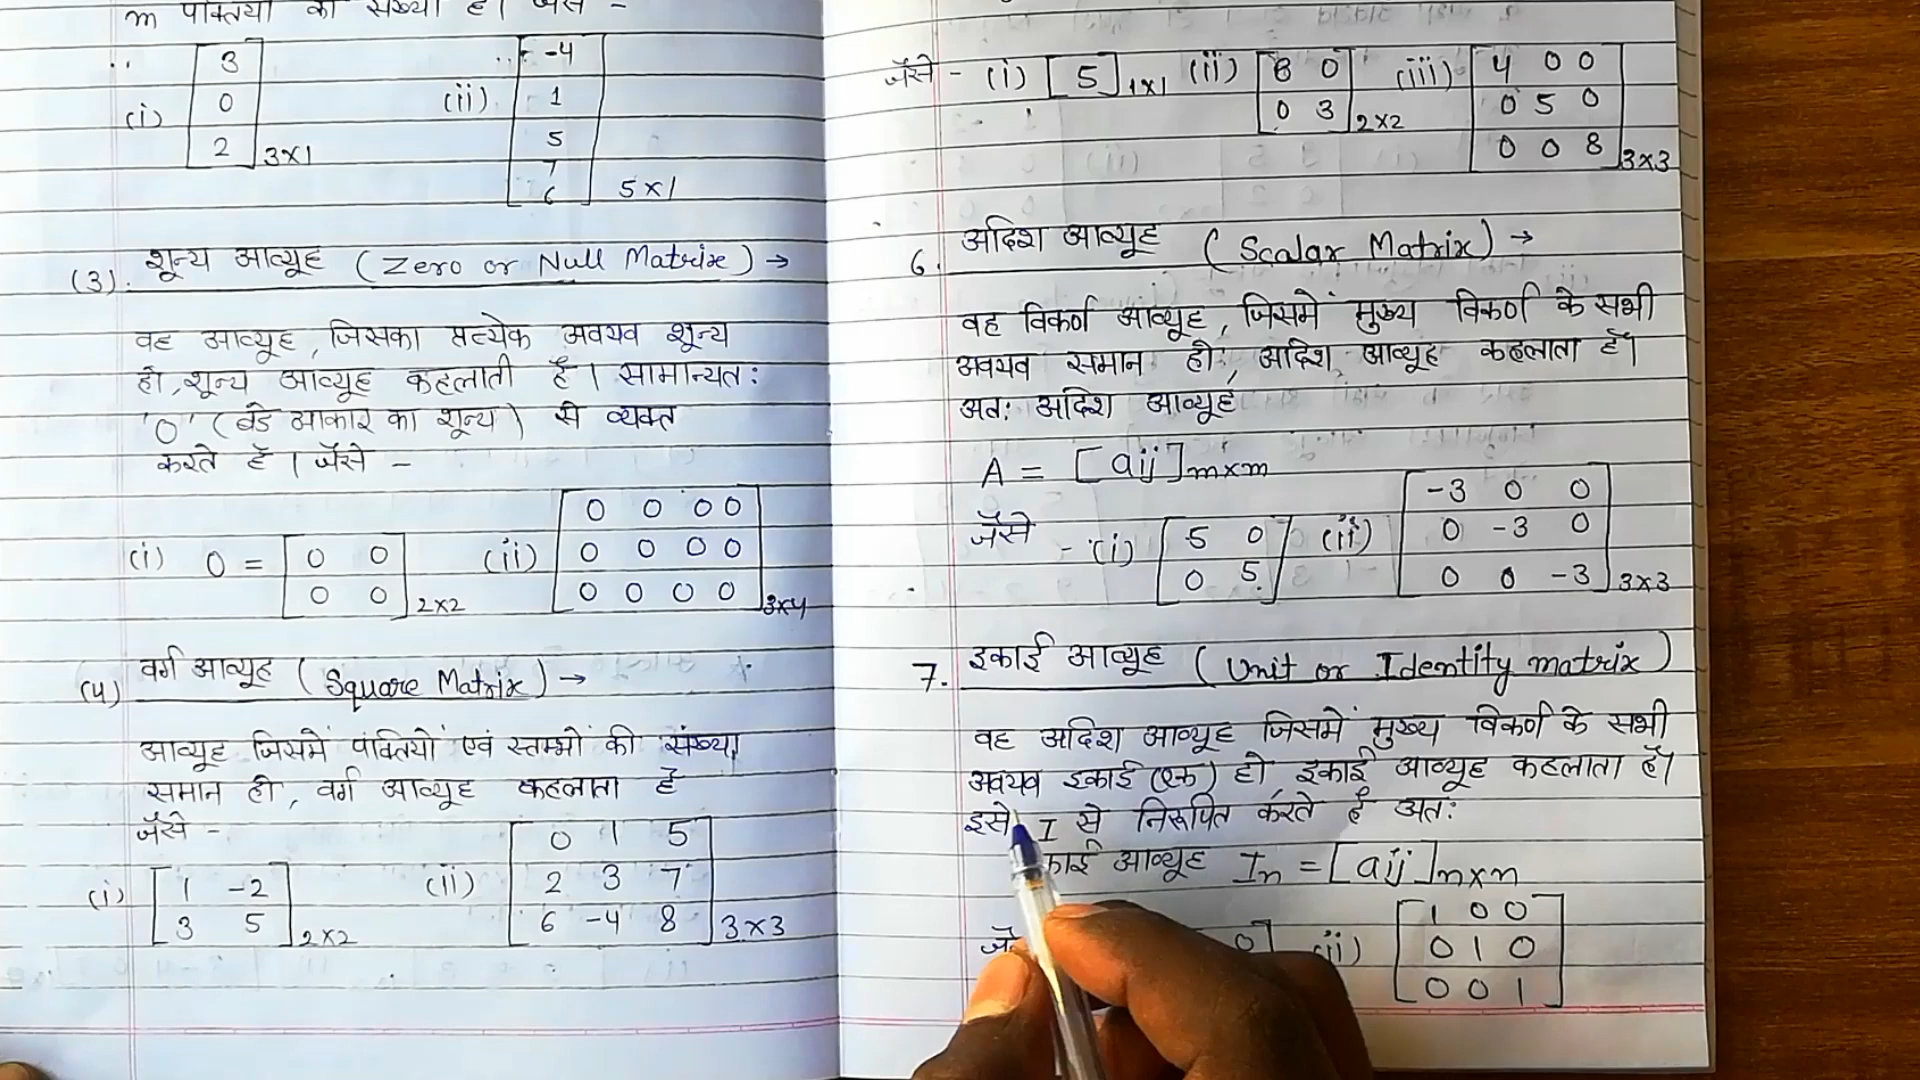 m पंक्तियों की संख्या है। जैसे -
(i) 3
0
2 3×1
(ii) -4
1
5
7
6 5×1
(3). शून्य आव्यूह (Zero or Null Matrix) →
वह आव्यूह, जिसका प्रत्येक अवयव शून्य
हो, शून्य आव्यूह कहलाती है। सामान्यत:
'O' (बडे आकार का शून्य) से व्यक्त
करते है। जैसे -
(i) O = 0 0
0 0 2×2
(ii) 0 0 0 0
0 0 0 0
0 0 0 0 3×4
(4) वर्ग आव्यूह (Square Matrix) →
आव्यूह जिसमें पंक्तियों एवं स्तम्भों की संख्या
समान हो, वर्ग आव्यूह कहलाता है
जैसे -
(i) 1 -2
3 5 2×2
(ii) 0 1 5
2 3 7
6 -4 8 3×3
जैसे - (i) [5] 1×1 (ii) 8 0
0 3 2×2
(iii) 4 0 0
0 5 0
0 0 8 3×3
6. अदिश आव्यूह (Scalar Matrix) →
वह विकर्ण आव्यूह, जिसमें मुख्य विकर्ण के सभी
अवयव समान हो, अदिश आव्यूह कहलाता है।
अत: अदिश आव्यूह
A = [aij]m×m
जैसे - (i) 5 0
0 5
(ii) -3 0 0
0 -3 0
0 0 -3 3×3
7. इकाई आव्यूह (Unit or Identity matrix)
वह अदिश आव्यूह जिसमें मुख्य विकर्ण के सभी
अवयव इकाई (एक) हो, इकाई आव्यूह कहलाता है।
इसे I से निरूपित करते है अत:
काई आव्यूह In = [aij]n×n
0
(ii) 1 0 0
0 1 0
0 0 1